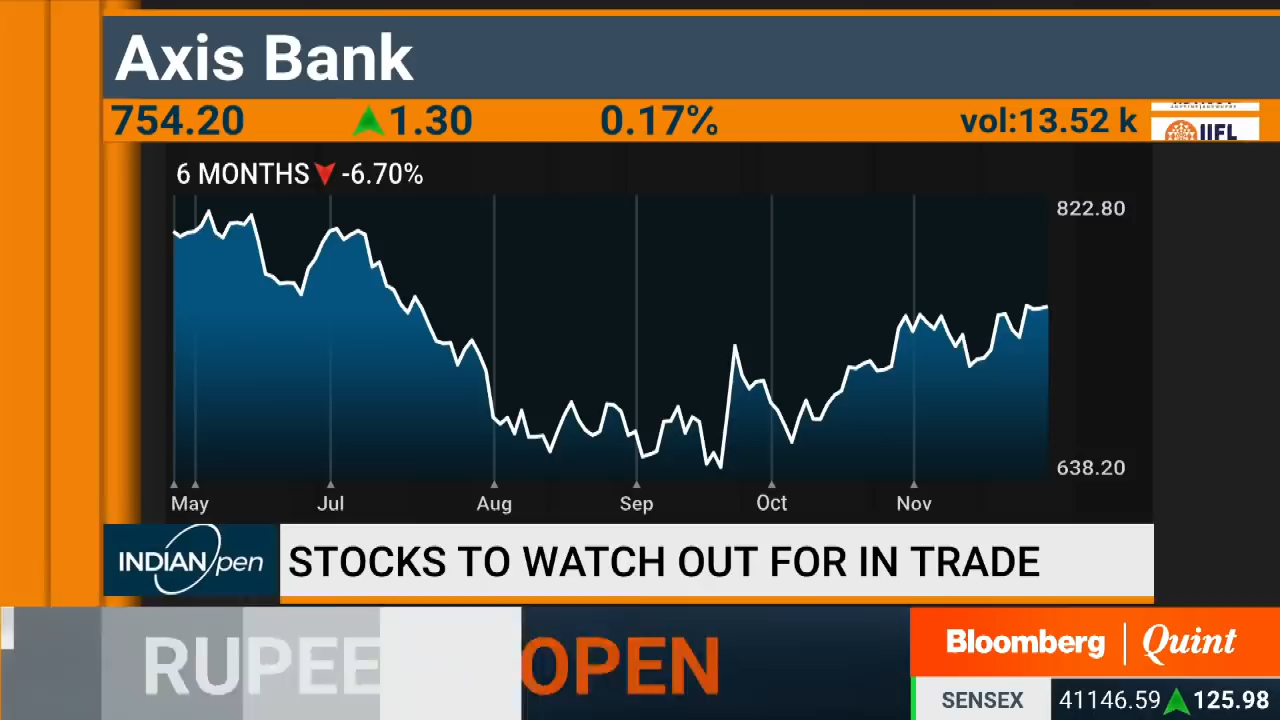 Axis Bank
754.20 1.30 0.17% vol:13.52 k
IIFL
6 MONTHS -6.70%
822.80
638.20
May Jul Aug Sep Oct Nov
INDIAN Open STOCKS TO WATCH OUT FOR IN TRADE
RUPEE OPEN
Bloomberg | Quint
SENSEX 41146.59 125.98